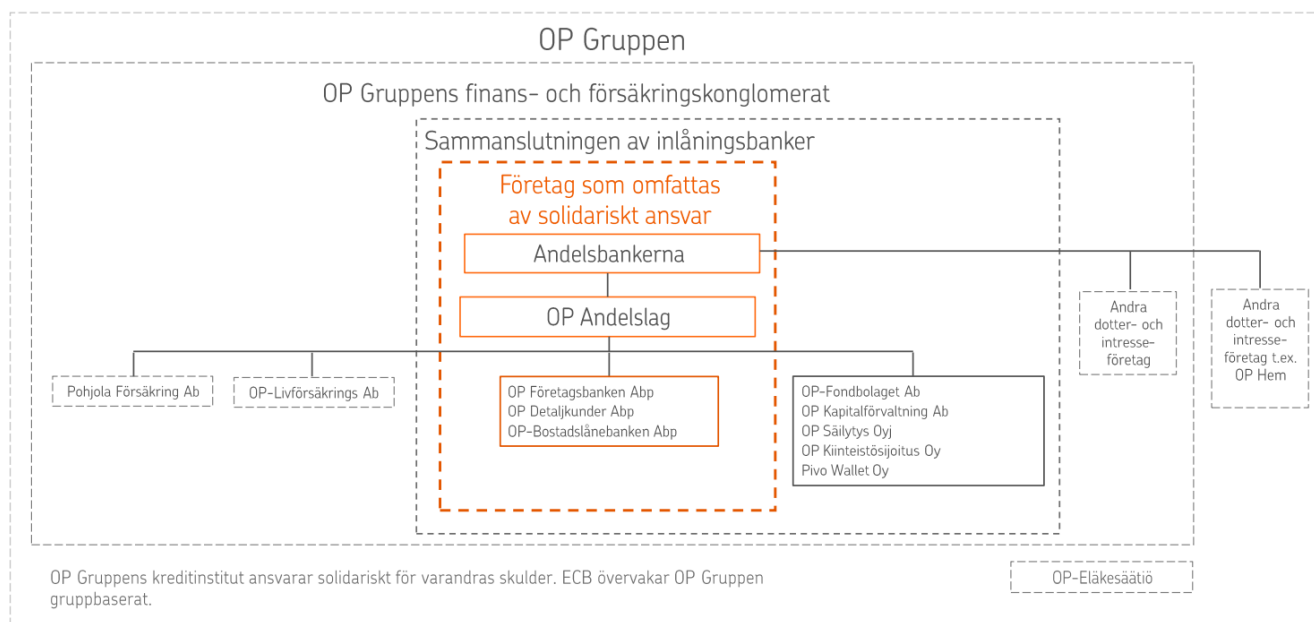 OP Gruppen
OP Gruppens finans- och försäkringskonglomerat
Sammanslutningen av inlåningsbanker
Företag som omfattas
av solidariskt ansvar
Andelsbankerna
OP Andelslag
Pohjola Försäkring Ab
OP-Livförsäkrings Ab
OP Företagsbanken Abp
OP Detaljkunder Abp
OP-Bostadslånebanken Abp
OP-Fondbolaget Ab
OP Kapitalförvaltning Ab
OP Säilytys Oyj
OP Kiinteistösijoitus Oy
Pivo Wallet Oy
Andra
dotter- och
intresse-
företag
Andra
dotter- och
intresse-
företag t.ex.
OP Hem
OP Gruppens kreditinstitut ansvarar solidariskt för varandras skulder. ECB övervakar OP Gruppen
gruppbaserat.
OP-Eläkesäätiö